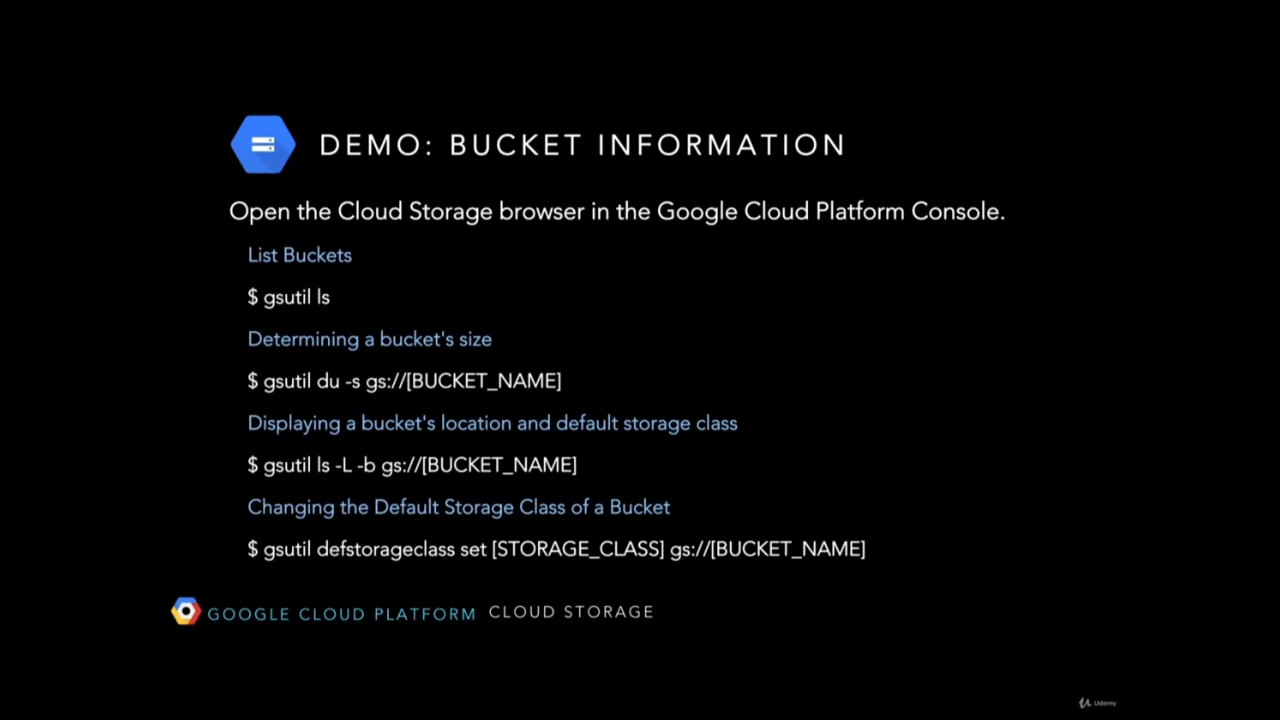 DEMO: BUCKET INFORMATION
Open the Cloud Storage browser in the Google Cloud Platform Console.
List Buckets
$ gsutil ls
Determining a bucket's size
$ gsutil du -s gs://[BUCKET_NAME]
Displaying a bucket's location and default storage class
$ gsutil ls -L -b gs://[BUCKET_NAME]
Changing the Default Storage Class of a Bucket
$ gsutil defstorageclass set [STORAGE_CLASS] gs://[BUCKET_NAME]
GOOGLE CLOUD PLATFORM CLOUD STORAGE
Udemy